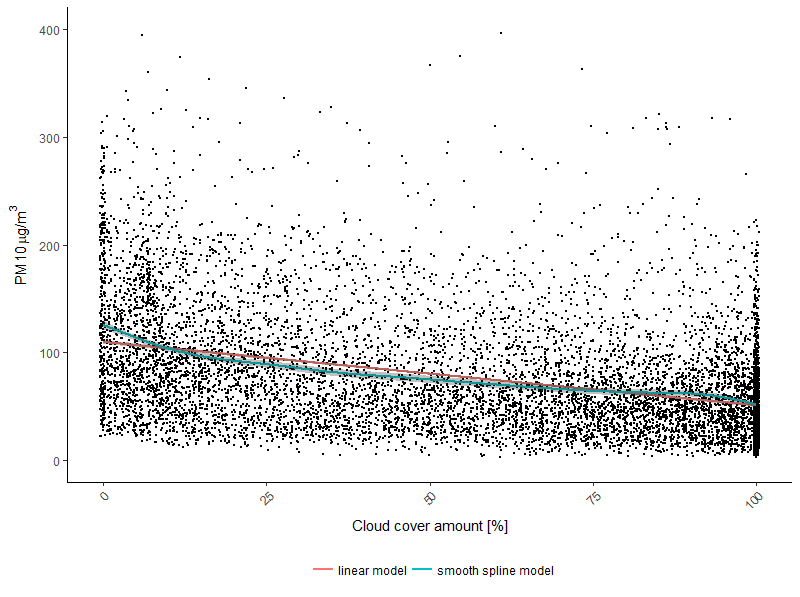 400
300
200
100
0
PM10 μg/m³
0
25
50
75
100
Cloud cover amount [%]
linear model
smooth spline model